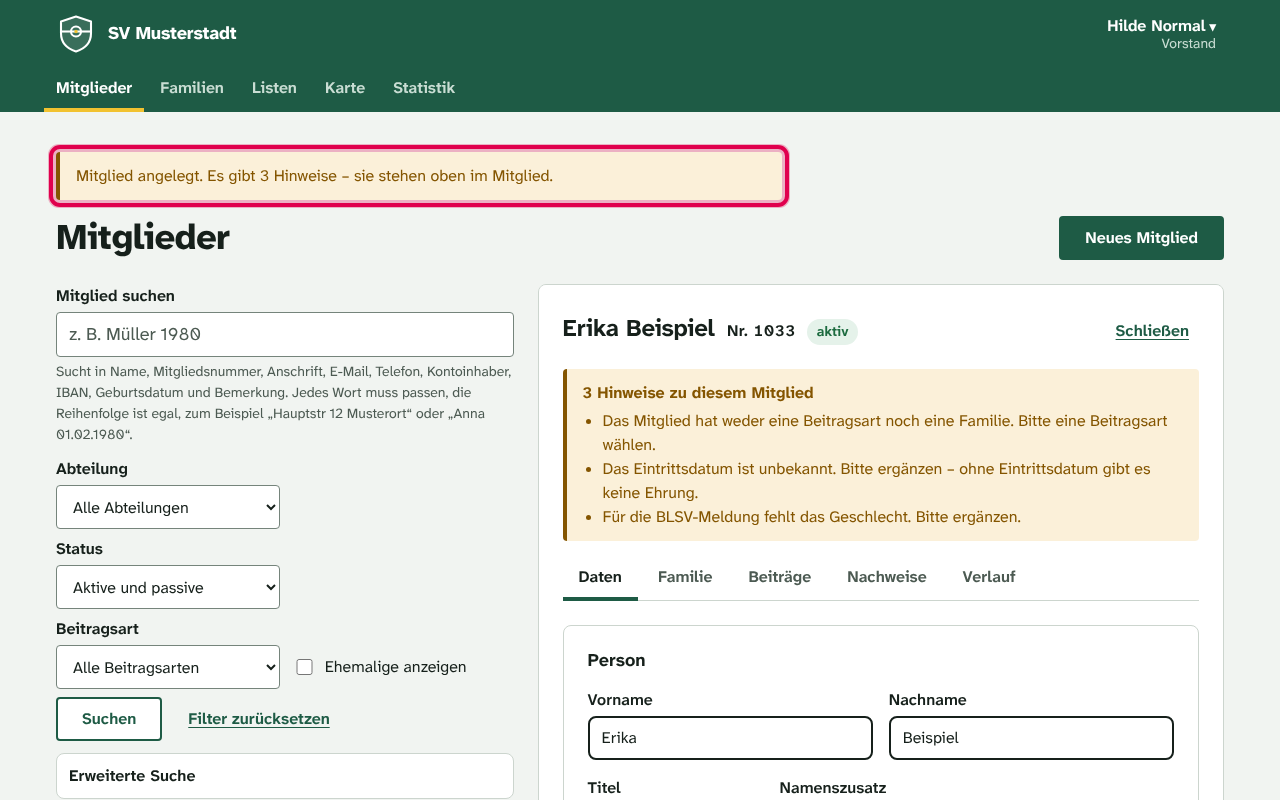 SV Musterstadt
Hilde Normal ▾
Vorstand
Mitglieder Familien Listen Karte Statistik
Mitglied angelegt. Es gibt 3 Hinweise – sie stehen oben im Mitglied.
Mitglieder
Neues Mitglied
Mitglied suchen
z. B. Müller 1980
Sucht in Name, Mitgliedsnummer, Anschrift, E-Mail, Telefon, Kontoinhaber,
IBAN, Geburtsdatum und Bemerkung. Jedes Wort muss passen, die
Reihenfolge ist egal, zum Beispiel „Hauptstr 12 Musterort“ oder „Anna
01.02.1980“.
Abteilung
Alle Abteilungen
Status
Aktive und passive
Beitragsart
Alle Beitragsarten
Ehemalige anzeigen
Suchen
Filter zurücksetzen
Erweiterte Suche
Erika Beispiel Nr. 1033 aktiv
Schließen
3 Hinweise zu diesem Mitglied
• Das Mitglied hat weder eine Beitragsart noch eine Familie. Bitte eine Beitragsart
wählen.
• Das Eintrittsdatum ist unbekannt. Bitte ergänzen – ohne Eintrittsdatum gibt es
keine Ehrung.
• Für die BLSV-Meldung fehlt das Geschlecht. Bitte ergänzen.
Daten Familie Beiträge Nachweise Verlauf
Person
Vorname Nachname
Erika Beispiel
Titel Namenszusatz